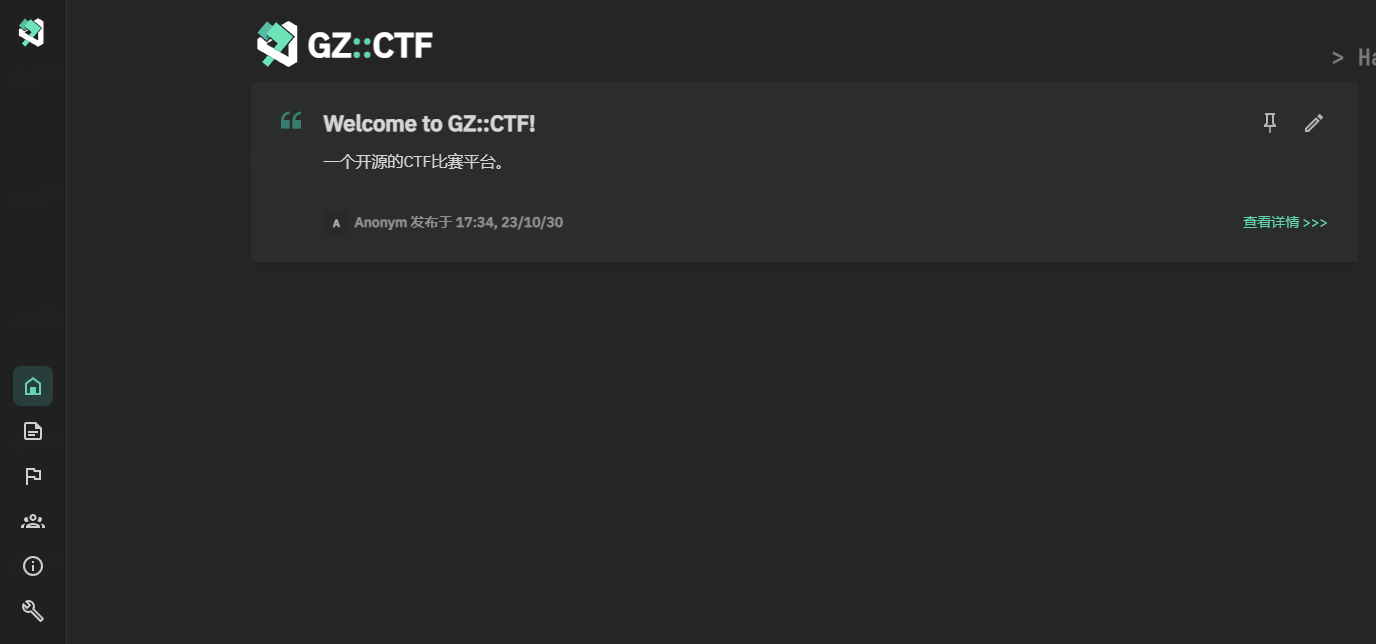 GZ::CTF
> Ha
Welcome to GZ::CTF!
一个开源的CTF比赛平台。
A Anonym 发布于 17:34, 23/10/30
查看详情 >>>